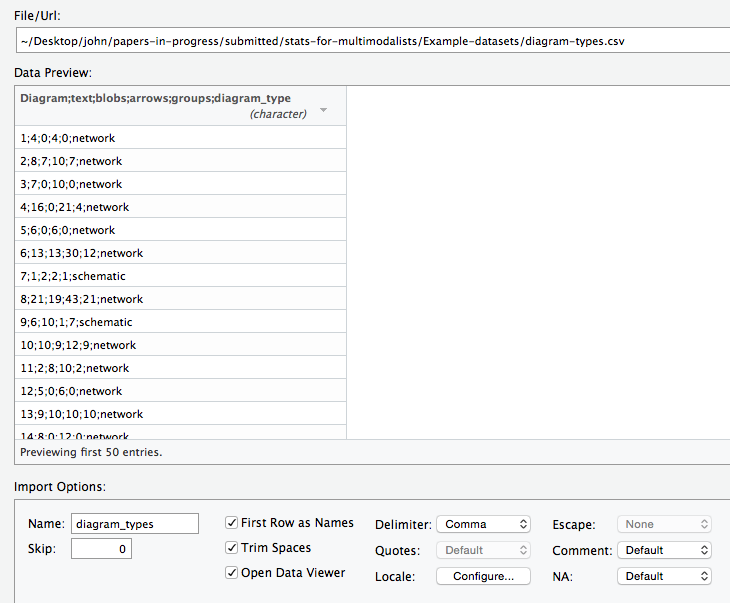 File/Url:
~/Desktop/john/papers-in-progress/submitted/stats-for-multimodalists/Example-datasets/diagram-types.csv
Data Preview:
Diagram;text;blobs;arrows;groups;diagram_type
(character)
1;4;0;4;0;network
2;8;7;10;7;network
3;7;0;10;0;network
4;16;0;21;4;network
5;6;0;6;0;network
6;13;13;30;12;network
7;1;2;2;1;schematic
8;21;19;43;21;network
9;6;10;1;7;schematic
10;10;9;12;9;network
11;2;8;10;2;network
12;5;0;6;0;network
13;9;10;10;10;network
14;8;0;12;0;network
Previewing first 50 entries.
Import Options:
Name: diagram_types First Row as Names Delimiter: Comma Escape: None
Skip: 0 Trim Spaces Quotes: Default Comment: Default
Open Data Viewer Locale: Configure... NA: Default